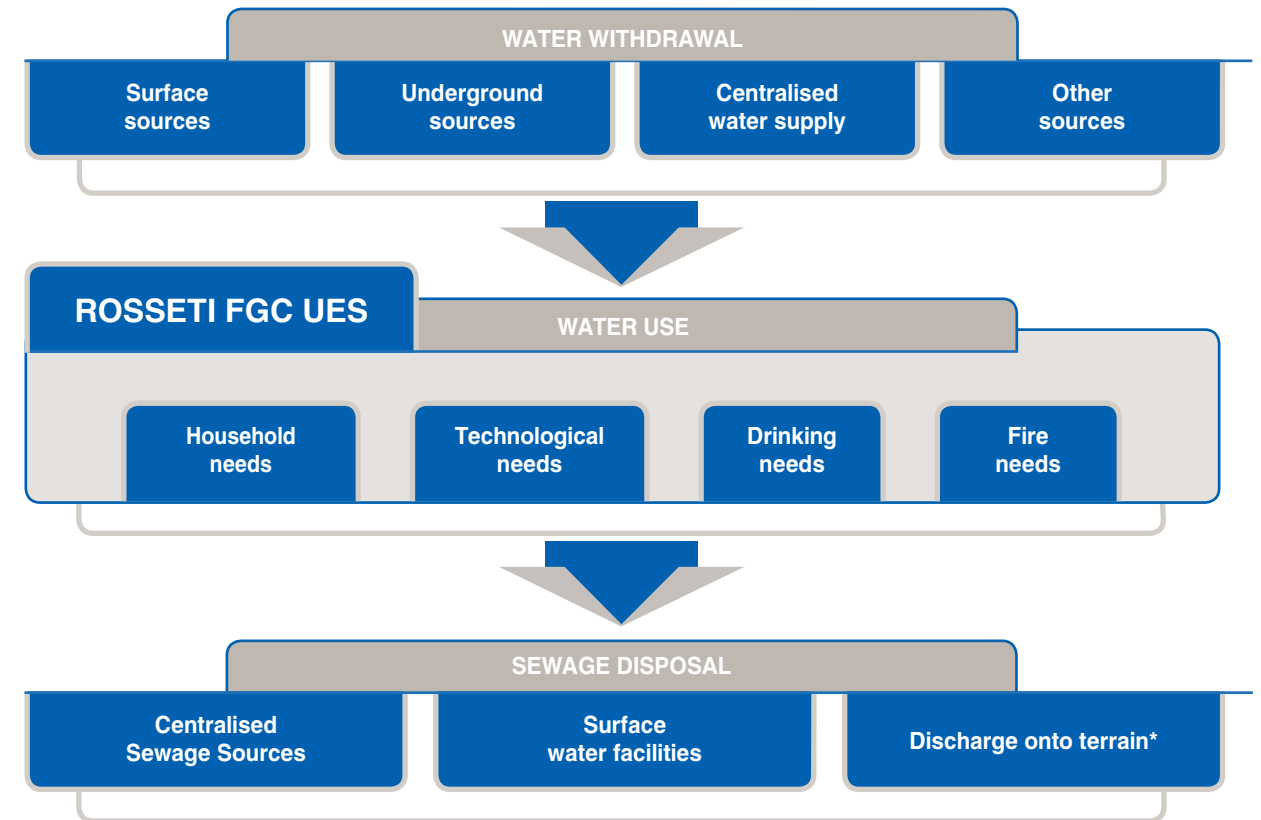 WATER WITHDRAWAL
Surface
sources
Underground
sources
Centralised
water supply
Other
sources
ROSSETI FGC UES
WATER USE
Household
needs
Technological
needs
Drinking
needs
Fire
needs
SEWAGE DISPOSAL
Centralised
Sewage Sources
Surface
water facilities
Discharge onto terrain*